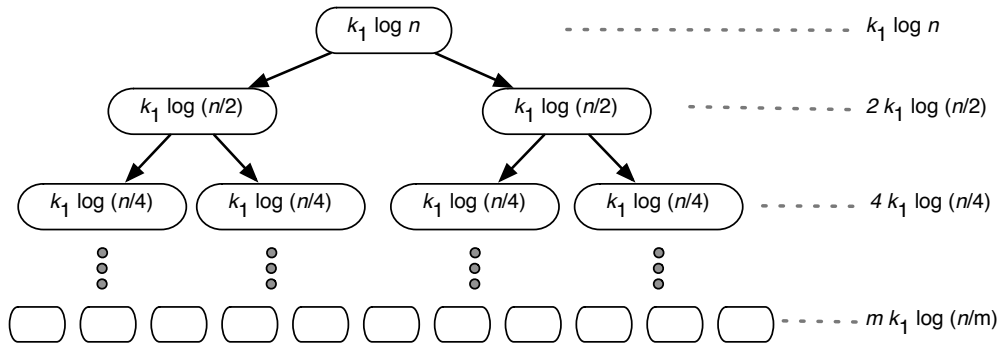 k1 log n k1 log n
k1 log (n/2) k1 log (n/2) 2 k1 log (n/2)
k1 log (n/4) k1 log (n/4) k1 log (n/4) k1 log (n/4) 4 k1 log (n/4)
m k1 log (n/m)